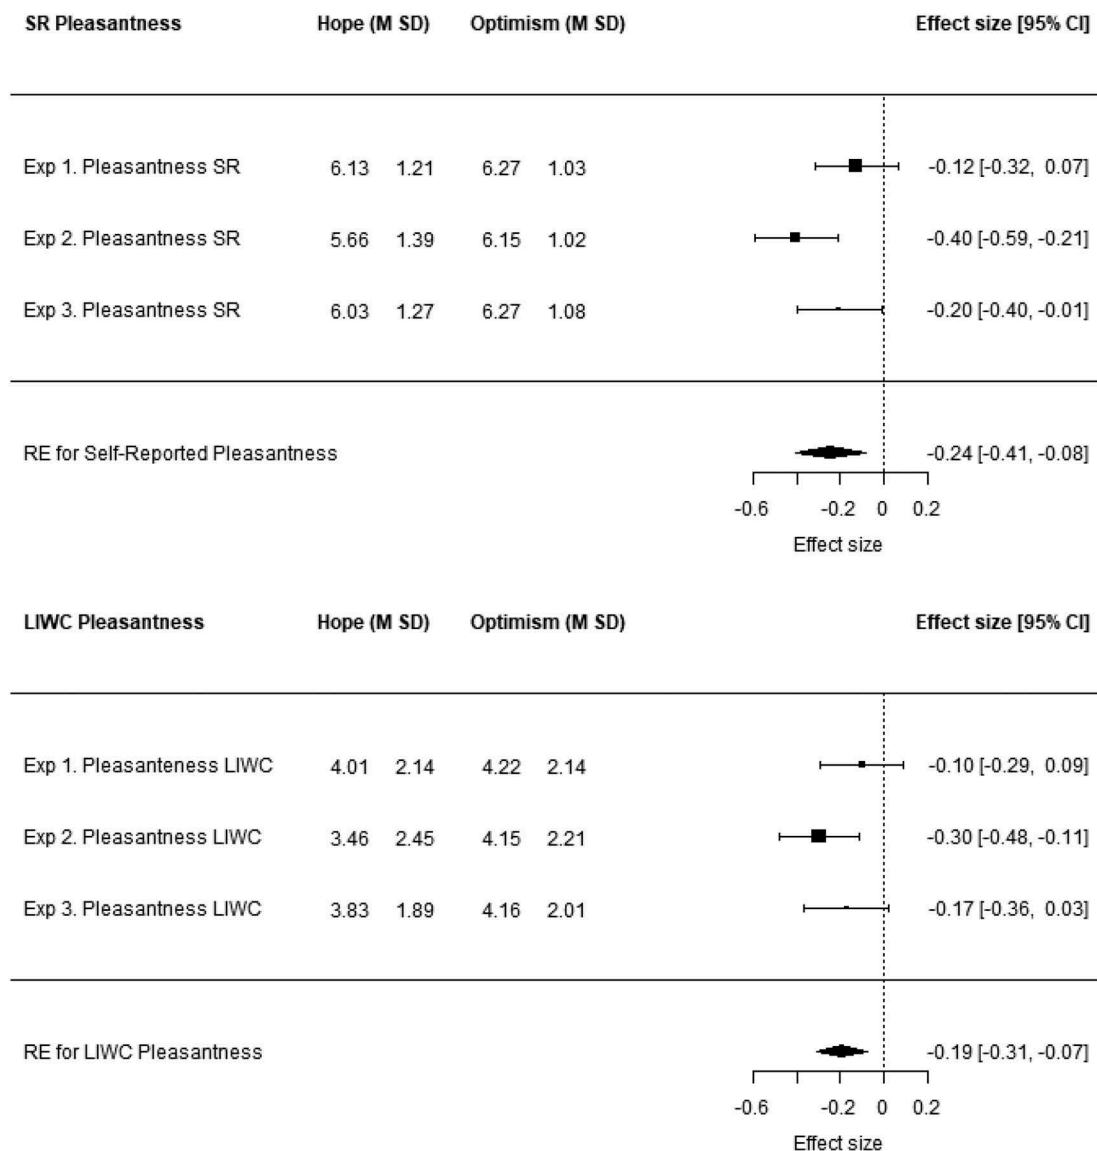 SR Pleasantness Hope (M SD) Optimism (M SD) Effect size [95% CI]
Exp 1. Pleasantness SR 6.13 1.21 6.27 1.03 -0.12 [-0.32, 0.07]
Exp 2. Pleasantness SR 5.66 1.39 6.15 1.02 -0.40 [-0.59, -0.21]
Exp 3. Pleasantness SR 6.03 1.27 6.27 1.08 -0.20 [-0.40, -0.01]
RE for Self-Reported Pleasantness -0.24 [-0.41, -0.08]
-0.6 -0.2 0 0.2
Effect size
LIWC Pleasantness Hope (M SD) Optimism (M SD) Effect size [95% CI]
Exp 1. Pleasanteness LIWC 4.01 2.14 4.22 2.14 -0.10 [-0.29, 0.09]
Exp 2. Pleasantness LIWC 3.46 2.45 4.15 2.21 -0.30 [-0.48, -0.11]
Exp 3. Pleasantness LIWC 3.83 1.89 4.16 2.01 -0.17 [-0.36, 0.03]
RE for LIWC Pleasantness -0.19 [-0.31, -0.07]
-0.6 -0.2 0 0.2
Effect size